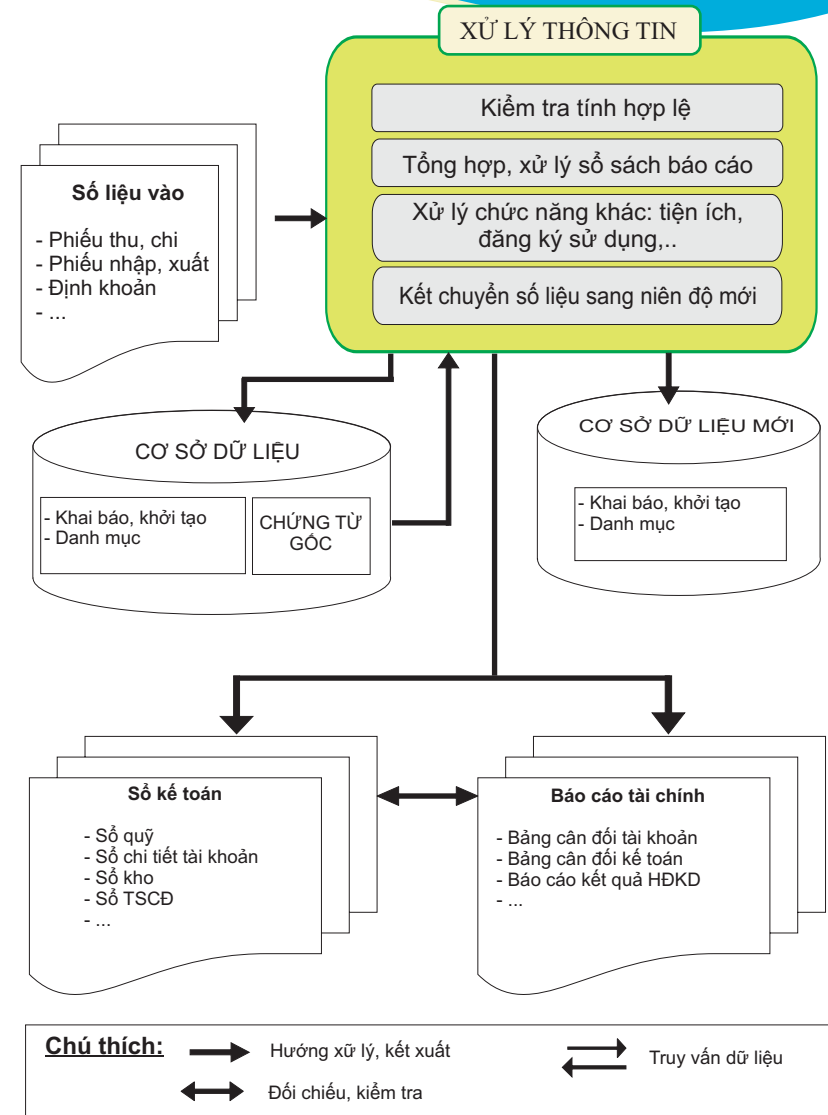 XỬ LÝ THÔNG TIN
Kiểm tra tính hợp lệ
Tổng hợp, xử lý sổ sách báo cáo
Xử lý chức năng khác: tiện ích,
đăng ký sử dụng,..
Kết chuyển số liệu sang niên độ mới
Số liệu vào
- Phiếu thu, chi
- Phiếu nhập, xuất
- Định khoản
- ...
CƠ SỞ DỮ LIỆU
- Khai báo, khởi tạo
- Danh mục
CHỨNG TỪ
GỐC
CƠ SỞ DỮ LIỆU MỚI
- Khai báo, khởi tạo
- Danh mục
Sổ kế toán
- Sổ quỹ
- Sổ chi tiết tài khoản
- Sổ kho
- Sổ TSCĐ
- ...
Báo cáo tài chính
- Bảng cân đối tài khoản
- Bảng cân đối kế toán
- Báo cáo kết quả HĐKD
- ...
Chú thích:
Hướng xữ lý, kết xuất
Truy vấn dữ liệu
Đối chiếu, kiểm tra